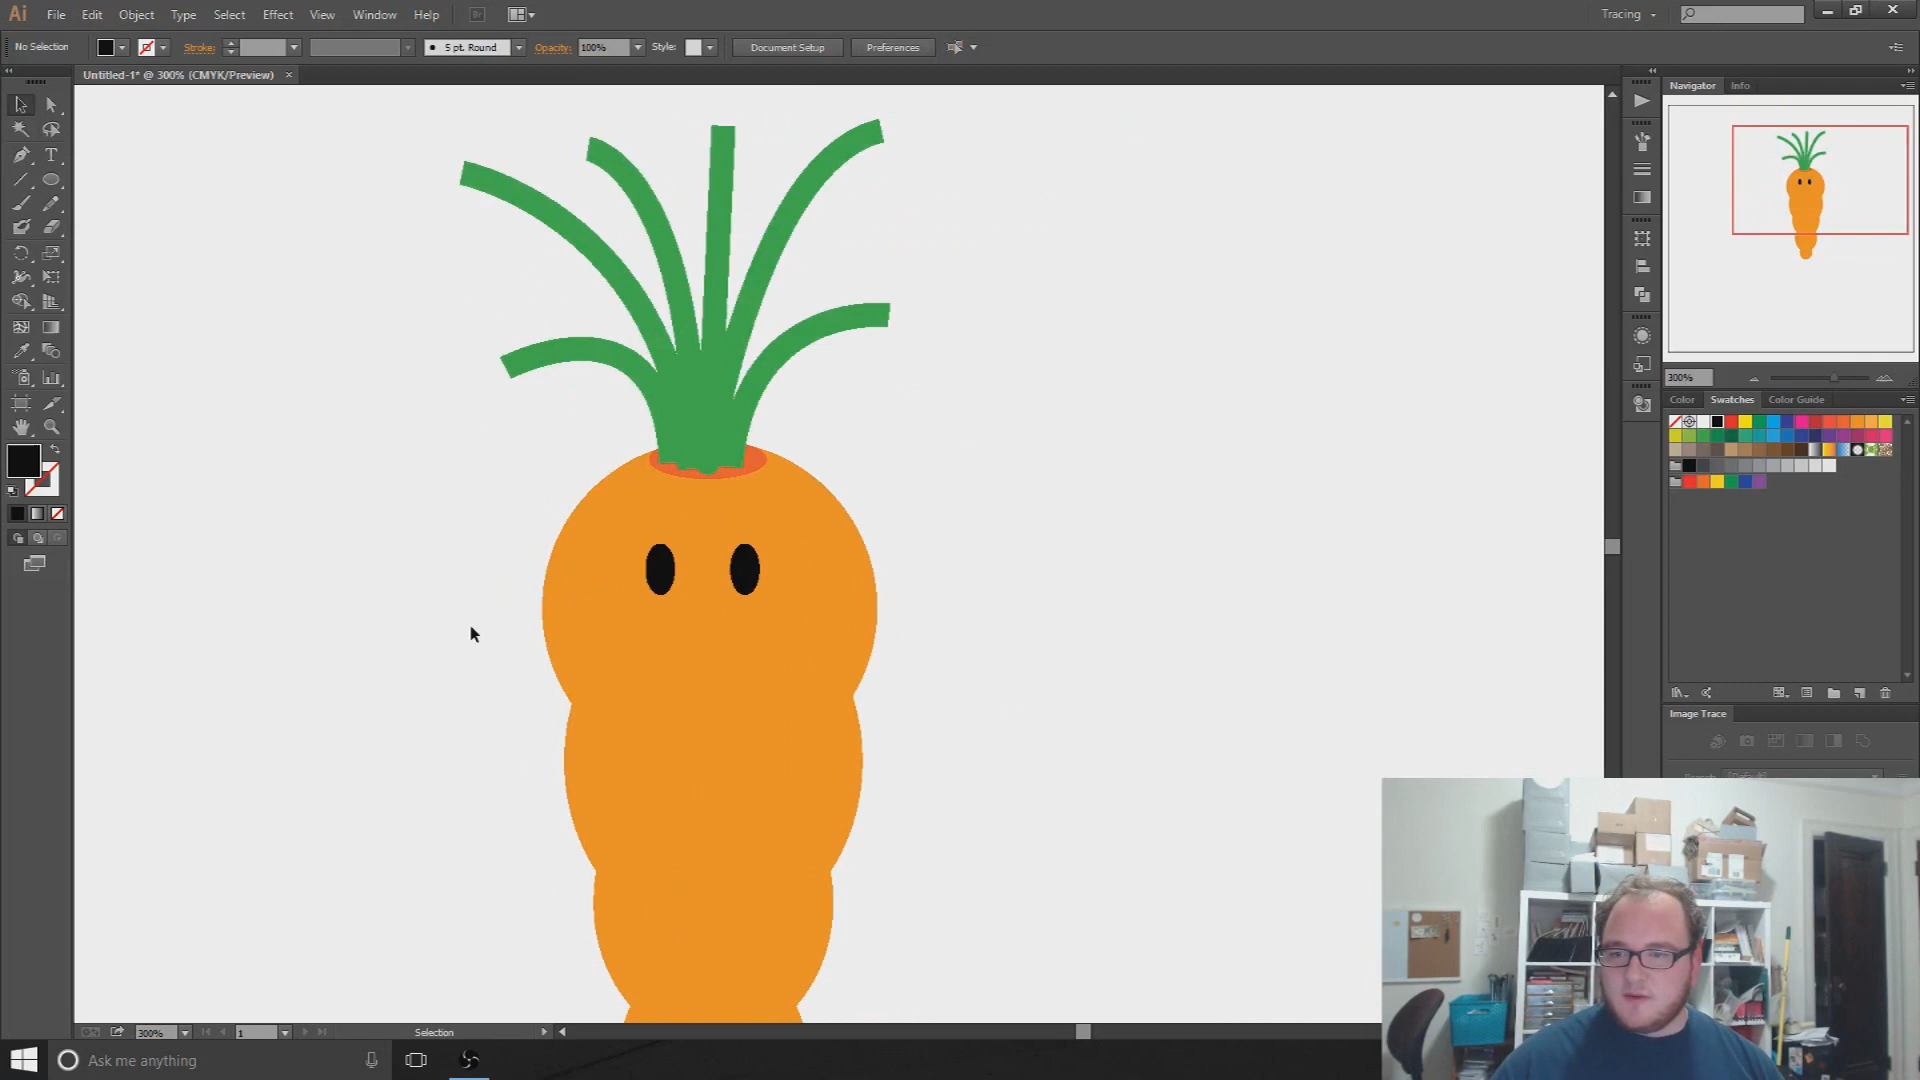 Ai File Edit Object Type Select Effect View Window Help Br Tracing
No Selection Stroke: 5 pt. Round Opacity: 100% Style: Document Setup Preferences
Untitled-1* @ 300% (CMYK/Preview)
Navigator Info
300%
Color Swatches Color Guide
Image Trace
300% 1 Selection
Ask me anything